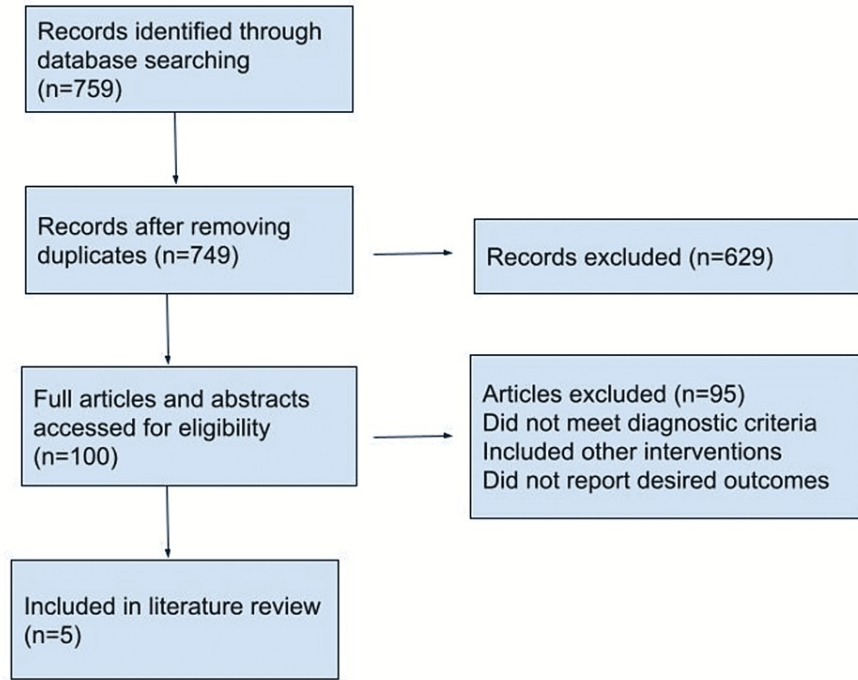 Records identified through
database searching
(n=759)
Records after removing
duplicates (n=749)
Records excluded (n=629)
Full articles and abstracts
accessed for eligibility
(n=100)
Articles excluded (n=95)
Did not meet diagnostic criteria
Included other interventions
Did not report desired outcomes
Included in literature review
(n=5)